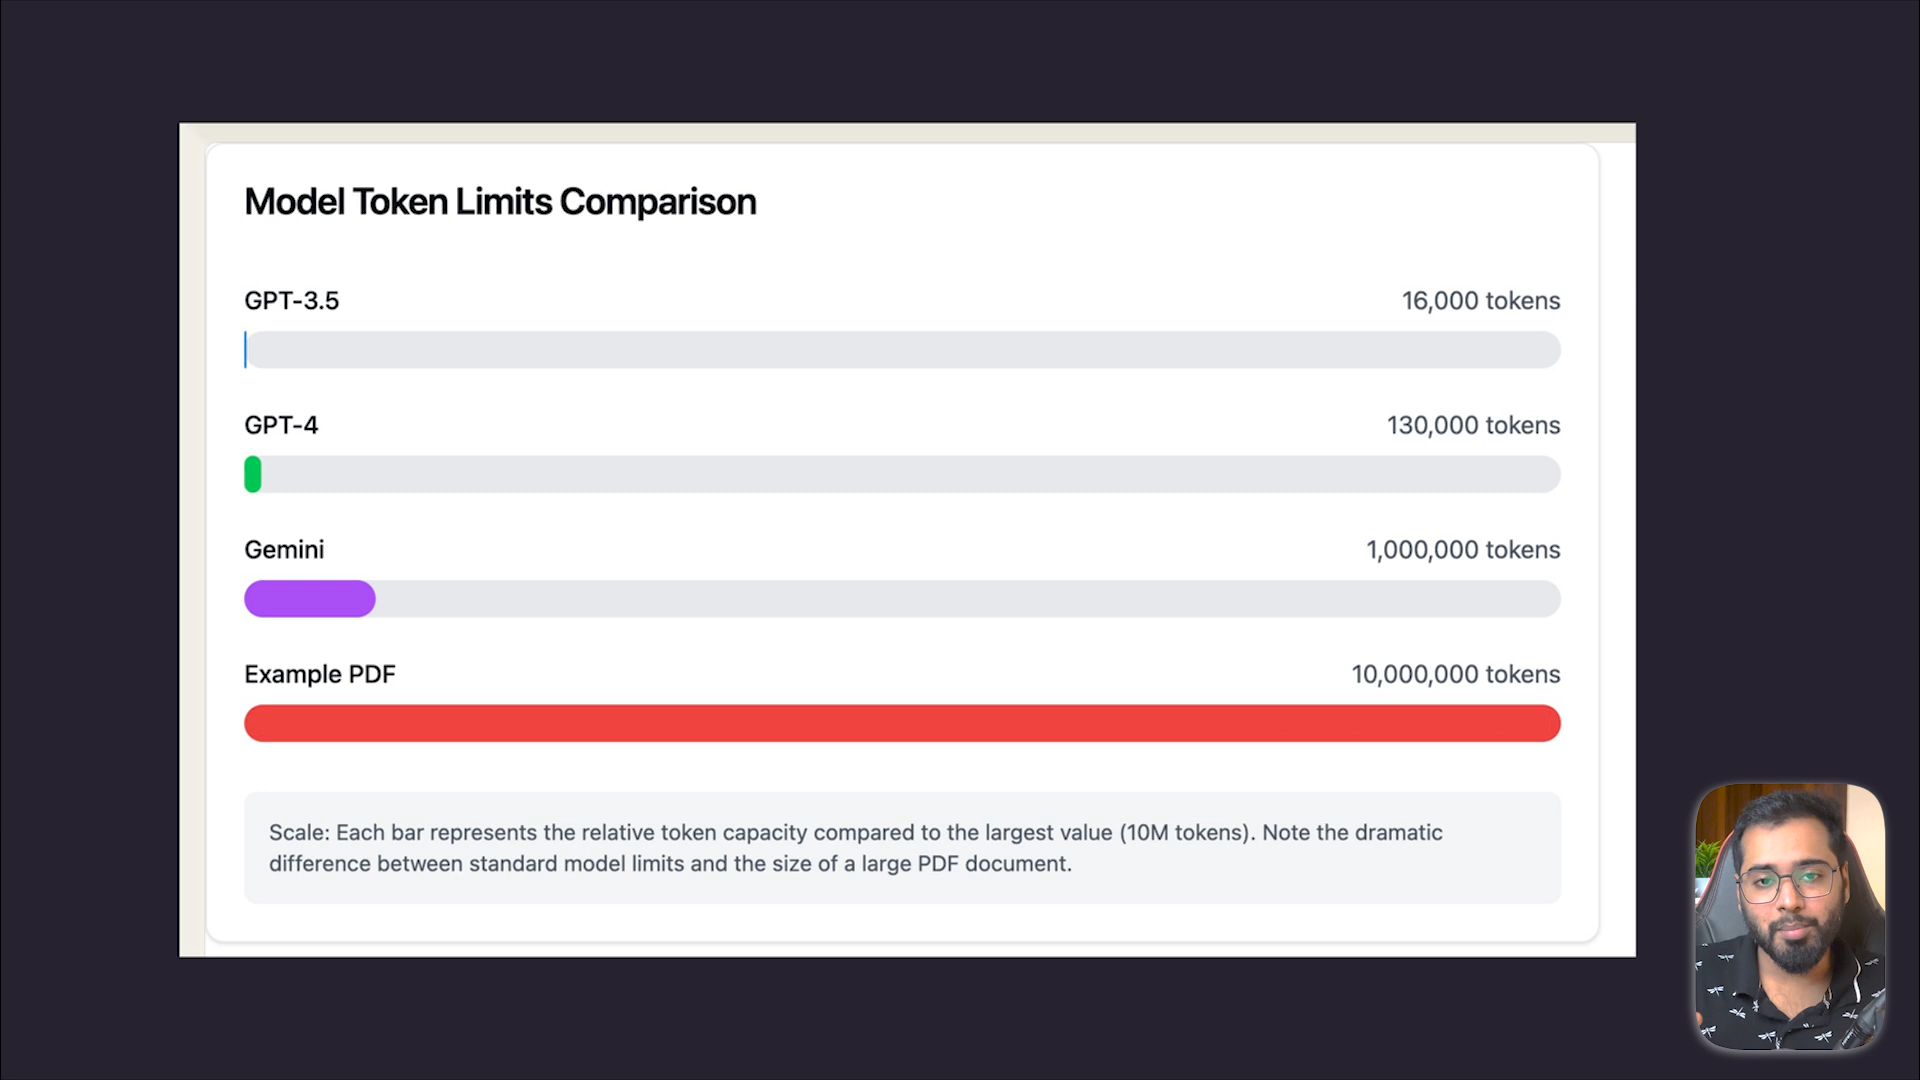 Model Token Limits Comparison
GPT-3.5
16,000 tokens
GPT-4
130,000 tokens
Gemini
1,000,000 tokens
Example PDF
10,000,000 tokens
Scale: Each bar represents the relative token capacity compared to the largest value (10M tokens). Note the dramatic
difference between standard model limits and the size of a large PDF document.